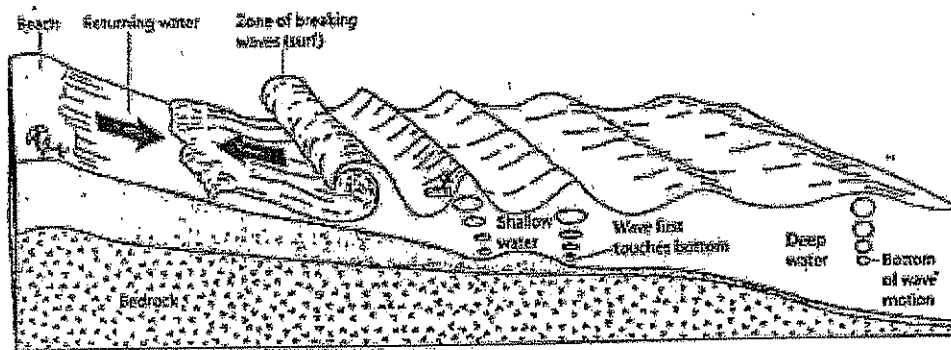 Beach
Returning water
Zone of breaking
waves (surf)
Shallow
water
Wave first
touches bottom
Deep
water
Bottom
of wave
motion
Bedrock